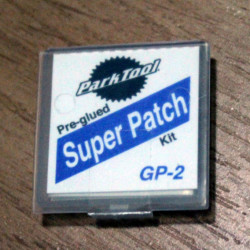 ParkTool
Pre-glued
Super Patch
Kit
GP-2